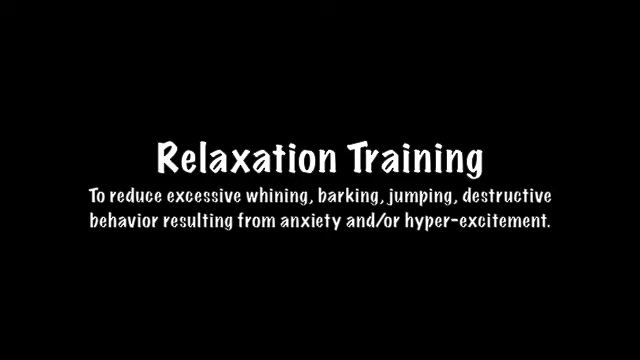 Relaxation Training
To reduce excessive whining, barking, jumping, destructive
behavior resulting from anxiety and/or hyper-excitement.